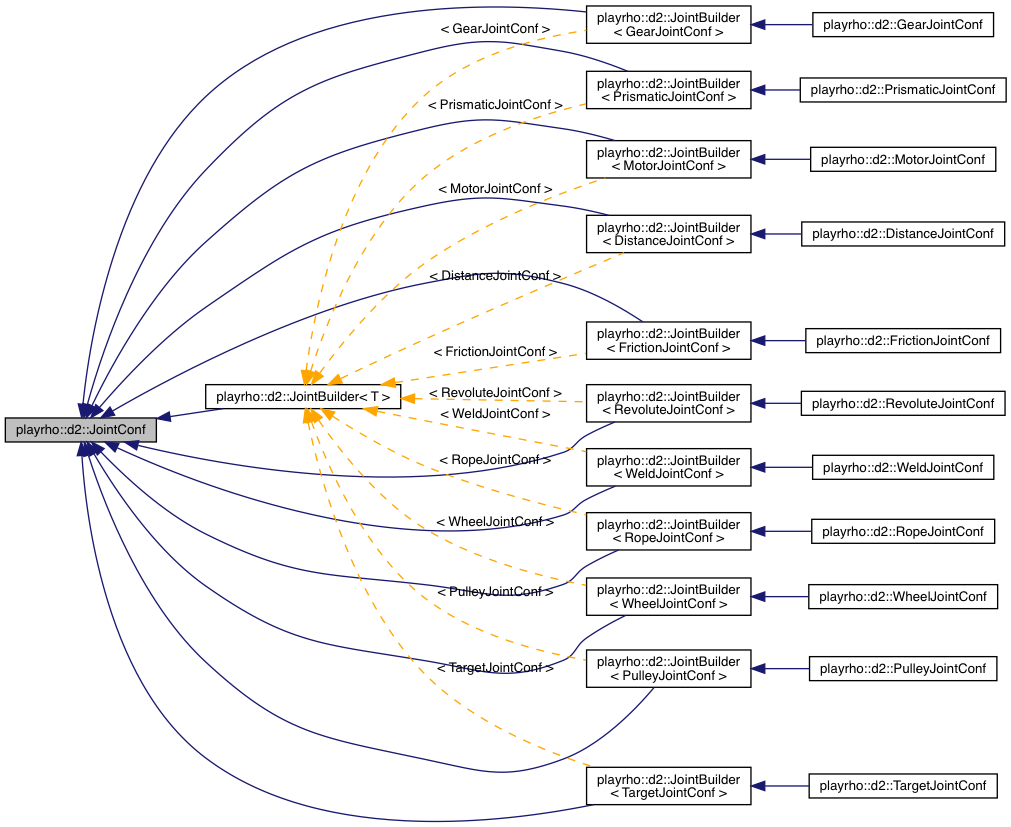 playrho::d2::JointConf
playrho::d2::JointBuilder< T >
< GearJointConf >
< PrismaticJointConf >
< MotorJointConf >
< DistanceJointConf >
< FrictionJointConf >
< RevoluteJointConf >
< WeldJointConf >
< RopeJointConf >
< WheelJointConf >
< PulleyJointConf >
< TargetJointConf >
playrho::d2::JointBuilder
< GearJointConf >
playrho::d2::GearJointConf
playrho::d2::JointBuilder
< PrismaticJointConf >
playrho::d2::PrismaticJointConf
playrho::d2::JointBuilder
< MotorJointConf >
playrho::d2::MotorJointConf
playrho::d2::JointBuilder
< DistanceJointConf >
playrho::d2::DistanceJointConf
playrho::d2::JointBuilder
< FrictionJointConf >
playrho::d2::FrictionJointConf
playrho::d2::JointBuilder
< RevoluteJointConf >
playrho::d2::RevoluteJointConf
playrho::d2::JointBuilder
< WeldJointConf >
playrho::d2::WeldJointConf
playrho::d2::JointBuilder
< RopeJointConf >
playrho::d2::RopeJointConf
playrho::d2::JointBuilder
< WheelJointConf >
playrho::d2::WheelJointConf
playrho::d2::JointBuilder
< PulleyJointConf >
playrho::d2::PulleyJointConf
playrho::d2::JointBuilder
< TargetJointConf >
playrho::d2::TargetJointConf